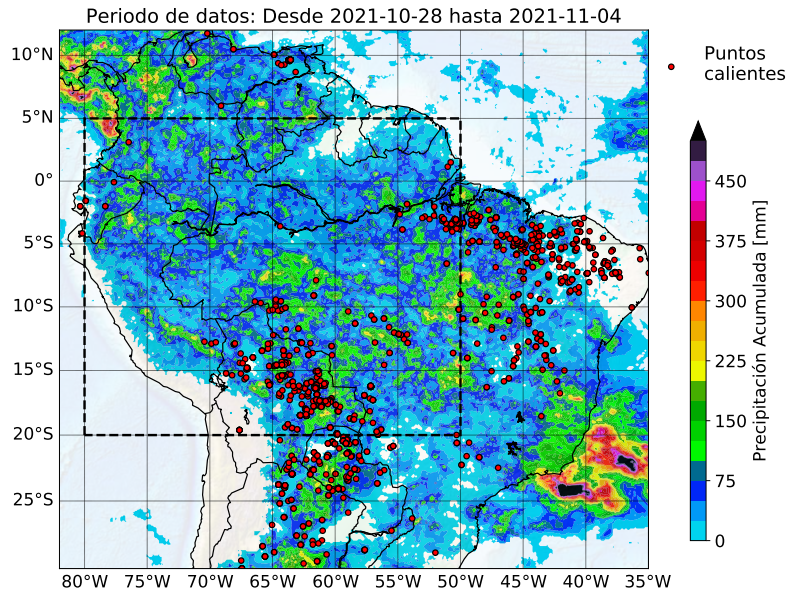 Periodo de datos: Desde 2021-10-28 hasta 2021-11-04
10°N
5°N
0°
5°S
10°S
15°S
20°S
25°S
80°W
75°W
70°W
65°W
60°W
55°W
50°W
45°W
40°W
35°W
Puntos
calientes
450
375
300
225
150
75
0
Precipitación Acumulada [mm]